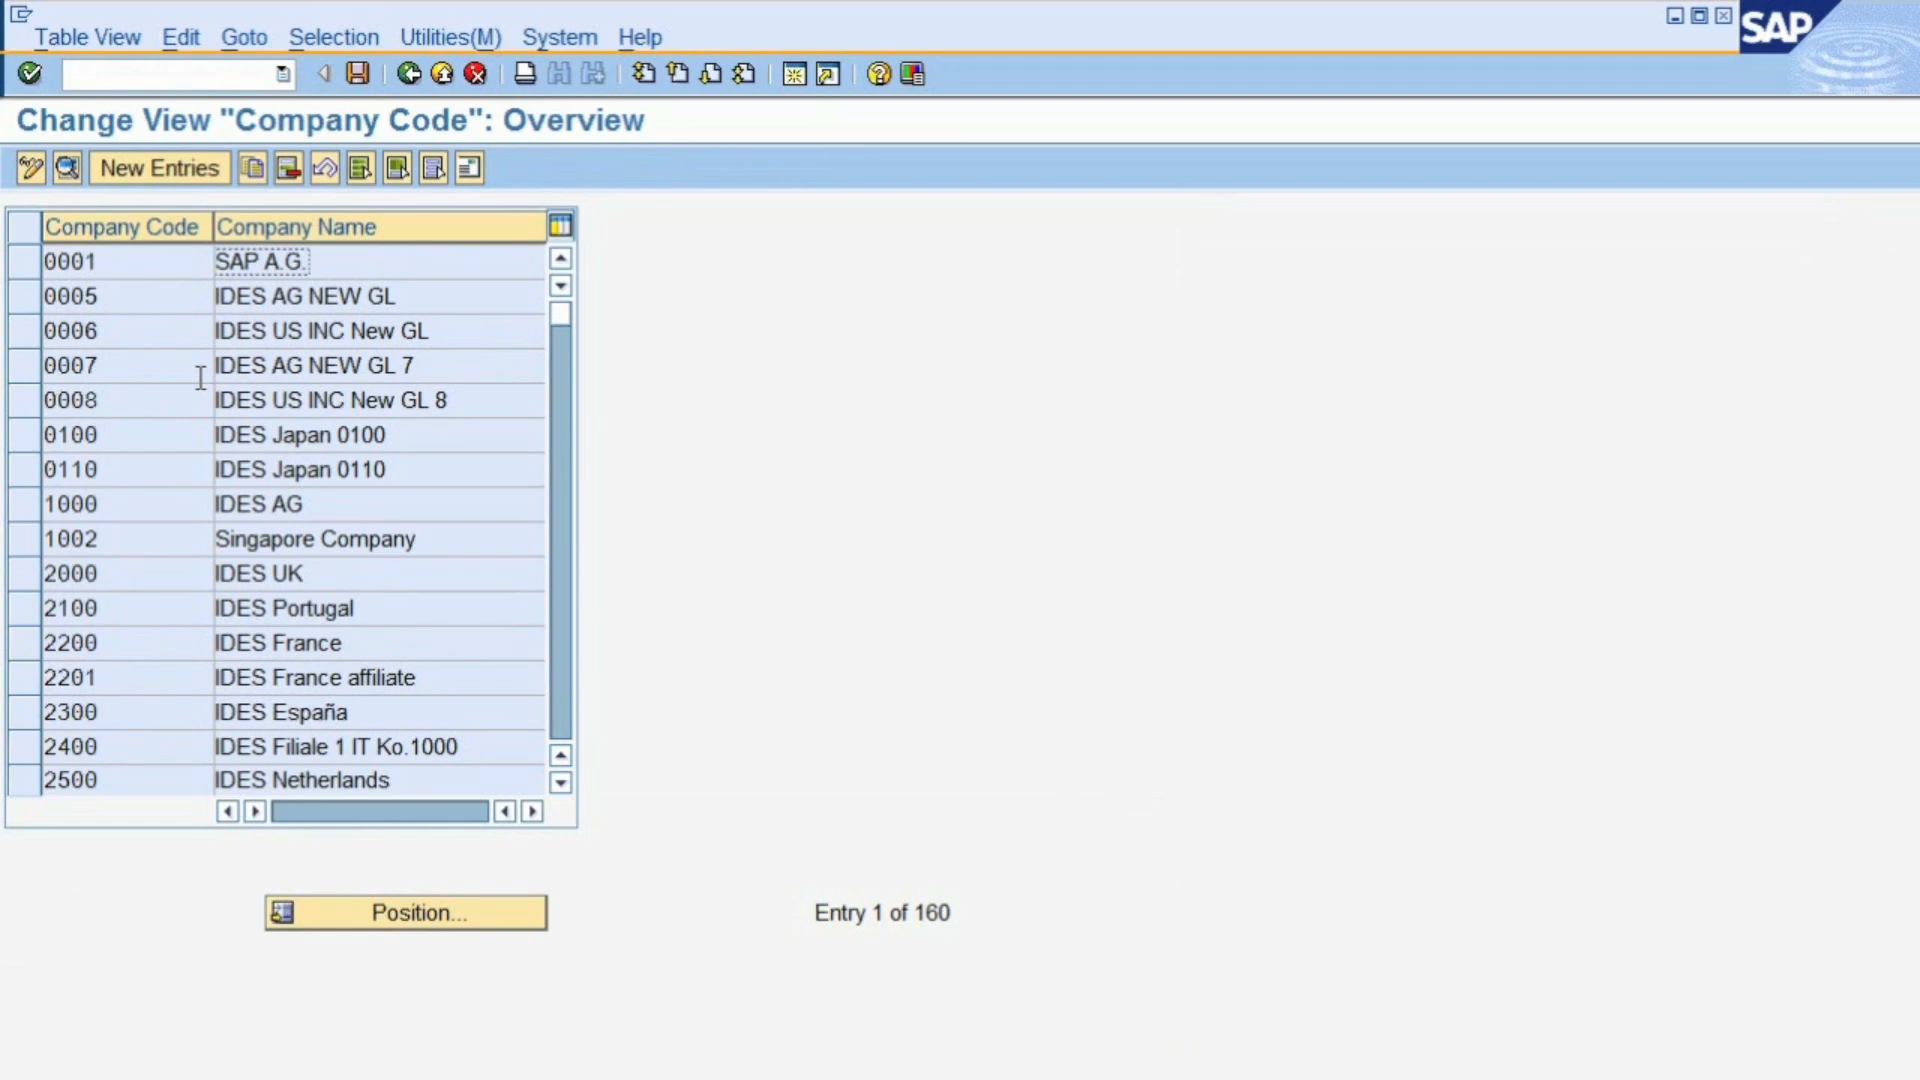 Table View Edit Goto Selection Utilities(M) System Help
SAP
Change View "Company Code": Overview
New Entries
Company Code Company Name
0001 SAP A.G.
0005 IDES AG NEW GL
0006 IDES US INC New GL
0007 IDES AG NEW GL 7
0008 IDES US INC New GL 8
0100 IDES Japan 0100
0110 IDES Japan 0110
1000 IDES AG
1002 Singapore Company
2000 IDES UK
2100 IDES Portugal
2200 IDES France
2201 IDES France affiliate
2300 IDES España
2400 IDES Filiale 1 IT Ko.1000
2500 IDES Netherlands
Position... Entry 1 of 160